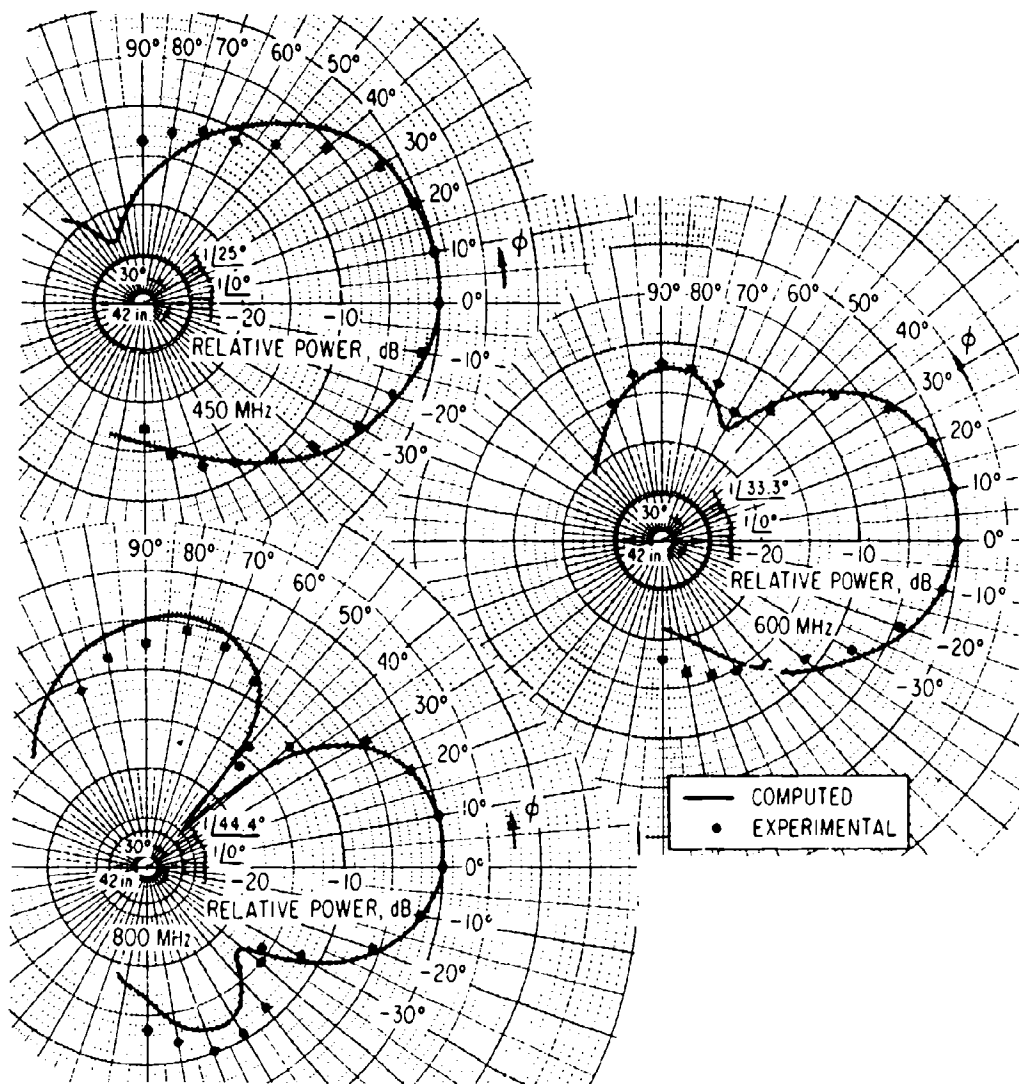 90° 80° 70° 60° 50° 40° 30° 20° 10° 0° -10° -20° -30°
ϕ
1/25°
30°
1/0°
42 in.
-20 -10
RELATIVE POWER, dB
450 MHz
90° 80° 70° 60° 50° 40° 30° 20° 10° 0° -10° -20° -30°
ϕ
1/33.3°
30°
1/0°
42 in.
-20 -10
RELATIVE POWER, dB
600 MHz
COMPUTED
EXPERIMENTAL
90° 80° 70° 60° 50° 40° 30° 20° 10° 0° -10° -20° -30°
ϕ
1/44.4°
30°
1/0°
42 in.
-20 -10
RELATIVE POWER, dB
800 MHz